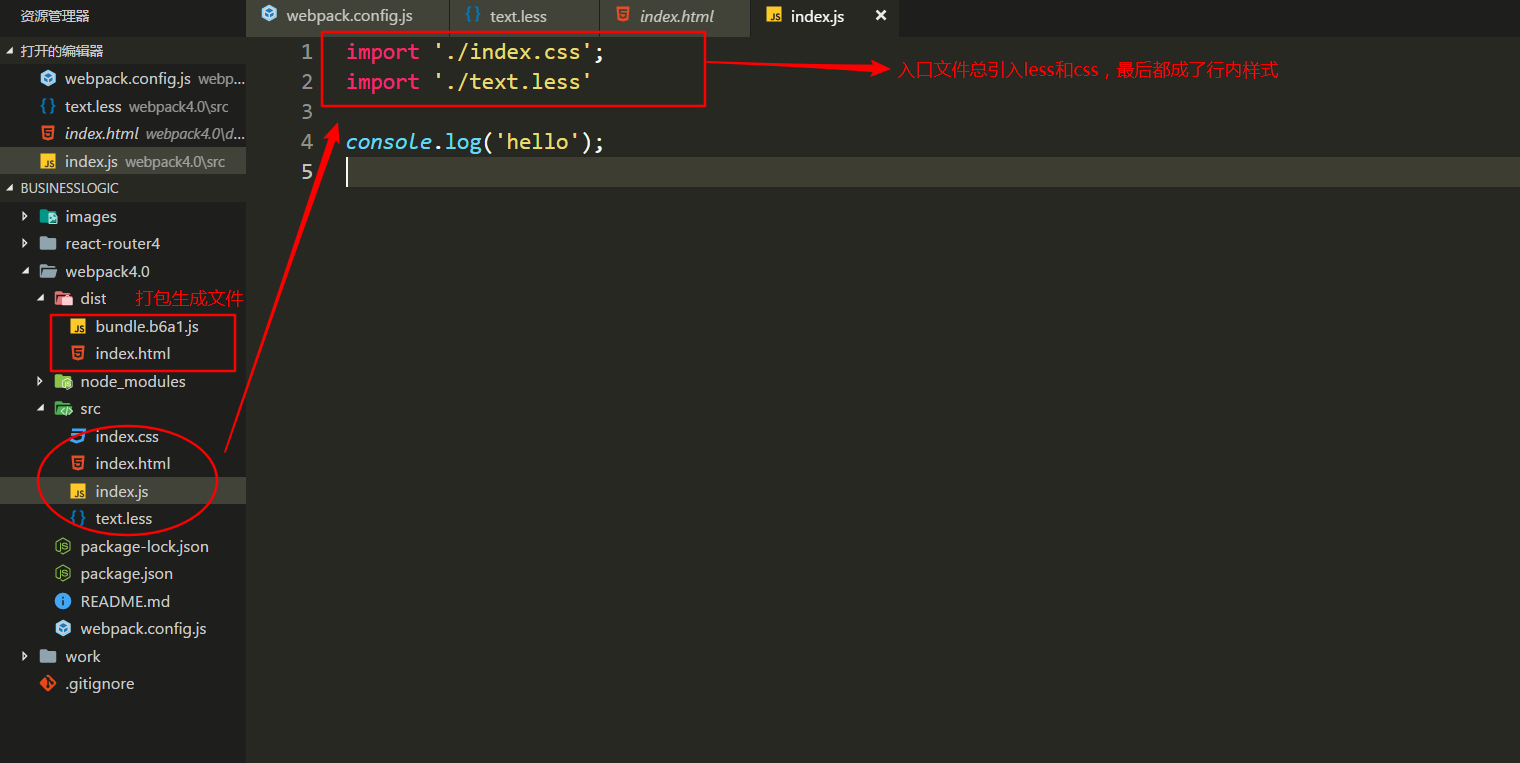 资源管理器
打开的编辑器
webpack.config.js webp...
text.less webpack4.0\src
index.html webpack4.0\d...
index.js webpack4.0\src
BUSINESSLOGIC
images
react-router4
webpack4.0
dist 打包生成文件
bundle.b6a1.js
index.html
node_modules
src
index.css
index.html
index.js
text.less
package-lock.json
package.json
README.md
webpack.config.js
work
.gitignore
webpack.config.js text.less index.html index.js ×
1 import './index.css';
2 import './text.less'
3
4 console.log('hello');
5
入口文件总引入less和css，最后都成了行内样式